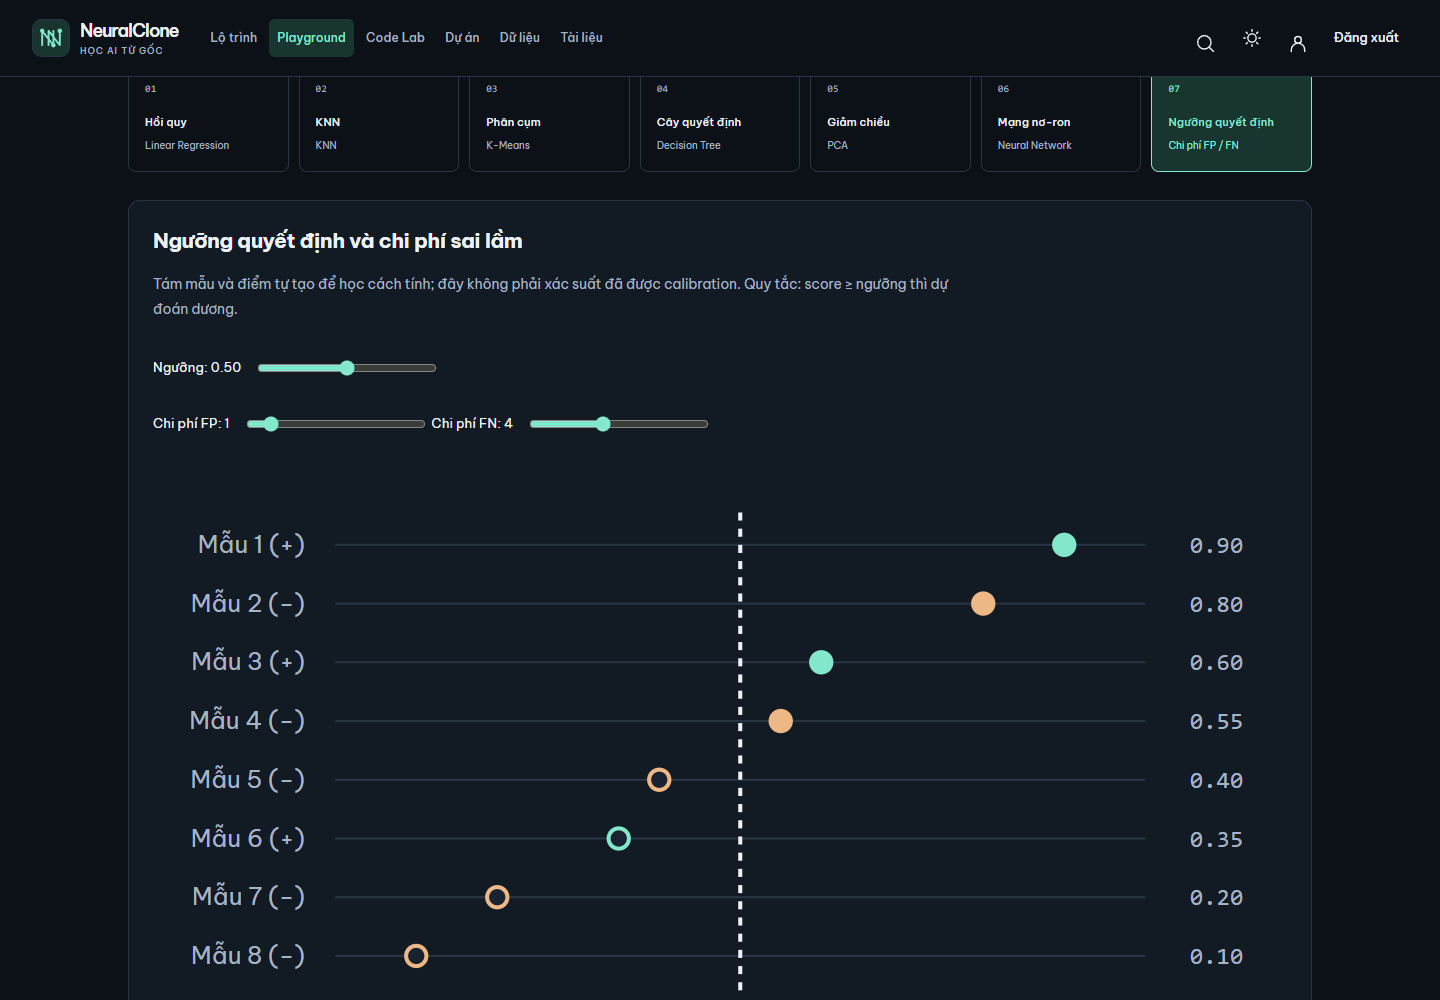 NeuralClone
HỌC AI TỪ GỐC
Lộ trình
Playground
Code Lab
Dự án
Dữ liệu
Tài liệu
Đăng xuất
01
Hồi quy
Linear Regression
02
KNN
KNN
03
Phân cụm
K-Means
04
Cây quyết định
Decision Tree
05
Giảm chiều
PCA
06
Mạng nơ-ron
Neural Network
07
Ngưỡng quyết định
Chi phí FP / FN
Ngưỡng quyết định và chi phí sai lầm
Tám mẫu và điểm tự tạo để học cách tính; đây không phải xác suất đã được calibration. Quy tắc: score ≥ ngưỡng thì dự
đoán dương.
Ngưỡng: 0.50
Chi phí FP: 1
Chi phí FN: 4
Mẫu 1 (+) 0.90
Mẫu 2 (−) 0.80
Mẫu 3 (+) 0.60
Mẫu 4 (−) 0.55
Mẫu 5 (−) 0.40
Mẫu 6 (+) 0.35
Mẫu 7 (−) 0.20
Mẫu 8 (−) 0.10